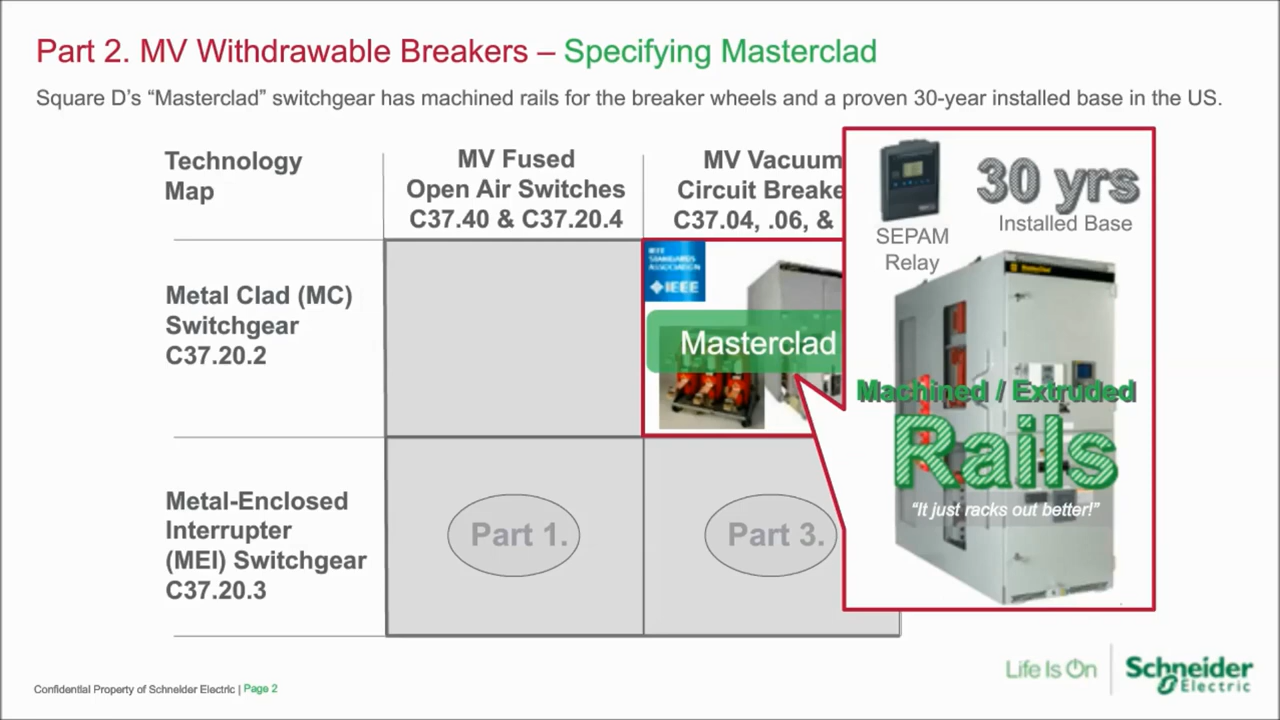 Part 2. MV Withdrawable Breakers – Specifying Masterclad
Square D’s “Masterclad” switchgear has machined rails for the breaker wheels and a proven 30-year installed base in the US.
Technology
Map
MV Fused
Open Air Switches
C37.40 & C37.20.4
MV Vacuum
Circuit Breake
C37.04, .06, &
Metal Clad (MC)
Switchgear
C37.20.2
IEEE
STANDARDS
ASSOCIATION
IEEE
Masterclad
SEPAM
Relay
30 yrs
Installed Base
Machined / Extruded
Rails
“It just racks out better!”
Metal-Enclosed
Interrupter
(MEI) Switchgear
C37.20.3
Part 1.
Part 3.
Confidential Property of Schneider Electric | Page 2
Life Is On
Schneider
Electric